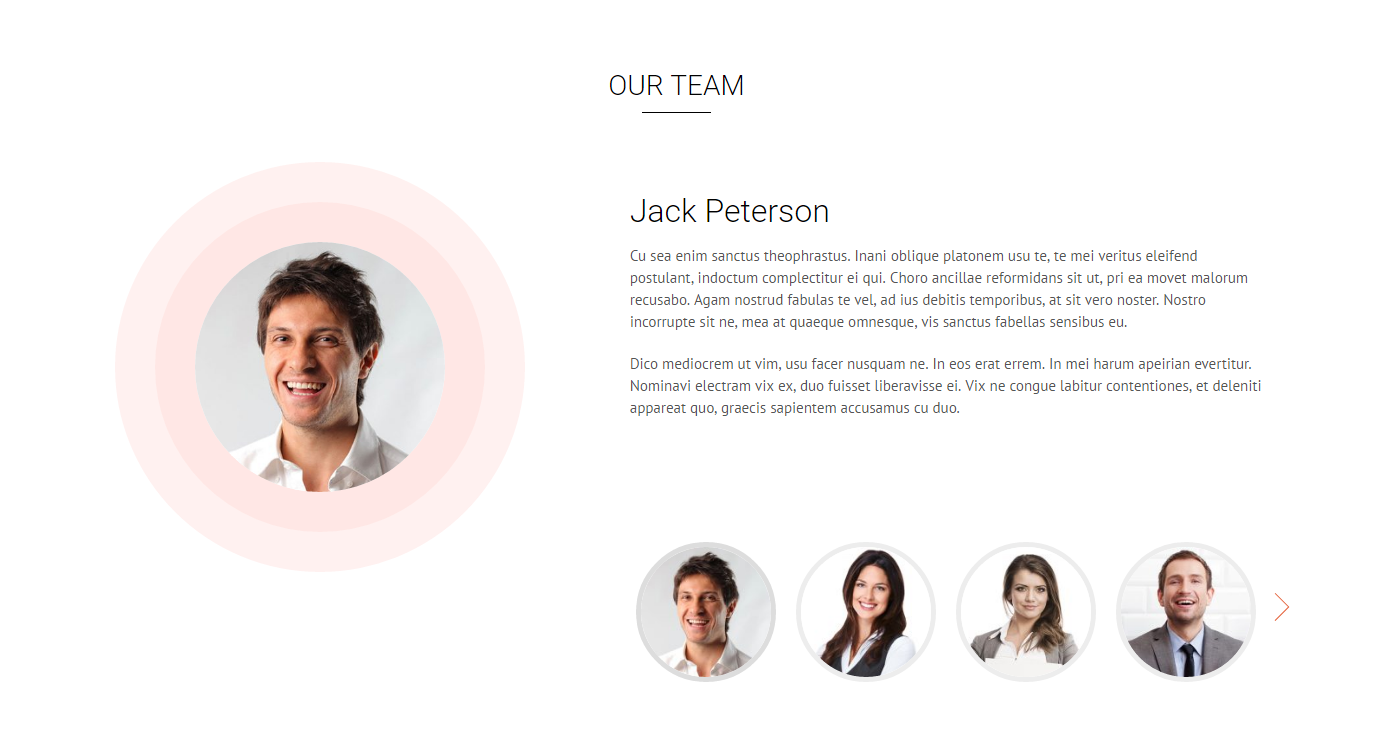 OUR TEAM
Jack Peterson
Cu sea enim sanctus theophrastus. Inani oblique platonem usu te, te mei veritus eleifend
postulant, indoctum complectitur ei qui. Choro ancillae reformidans sit ut, pri ea movet malorum
recusabo. Agam nostrud fabulas te vel, ad ius debitis temporibus, at sit vero noster. Nostro
incorrupte sit ne, mea at quaeque omnesque, vis sanctus fabellas sensibus eu.
Dico mediocrem ut vim, usu facer nusquam ne. In eos erat errem. In mei harum apeirian evertitur.
Nominavi electram vix ex, duo fuisset liberavisse ei. Vix ne congue labitur contentiones, et deleniti
appareat quo, graecis sapientem accusamus cu duo.